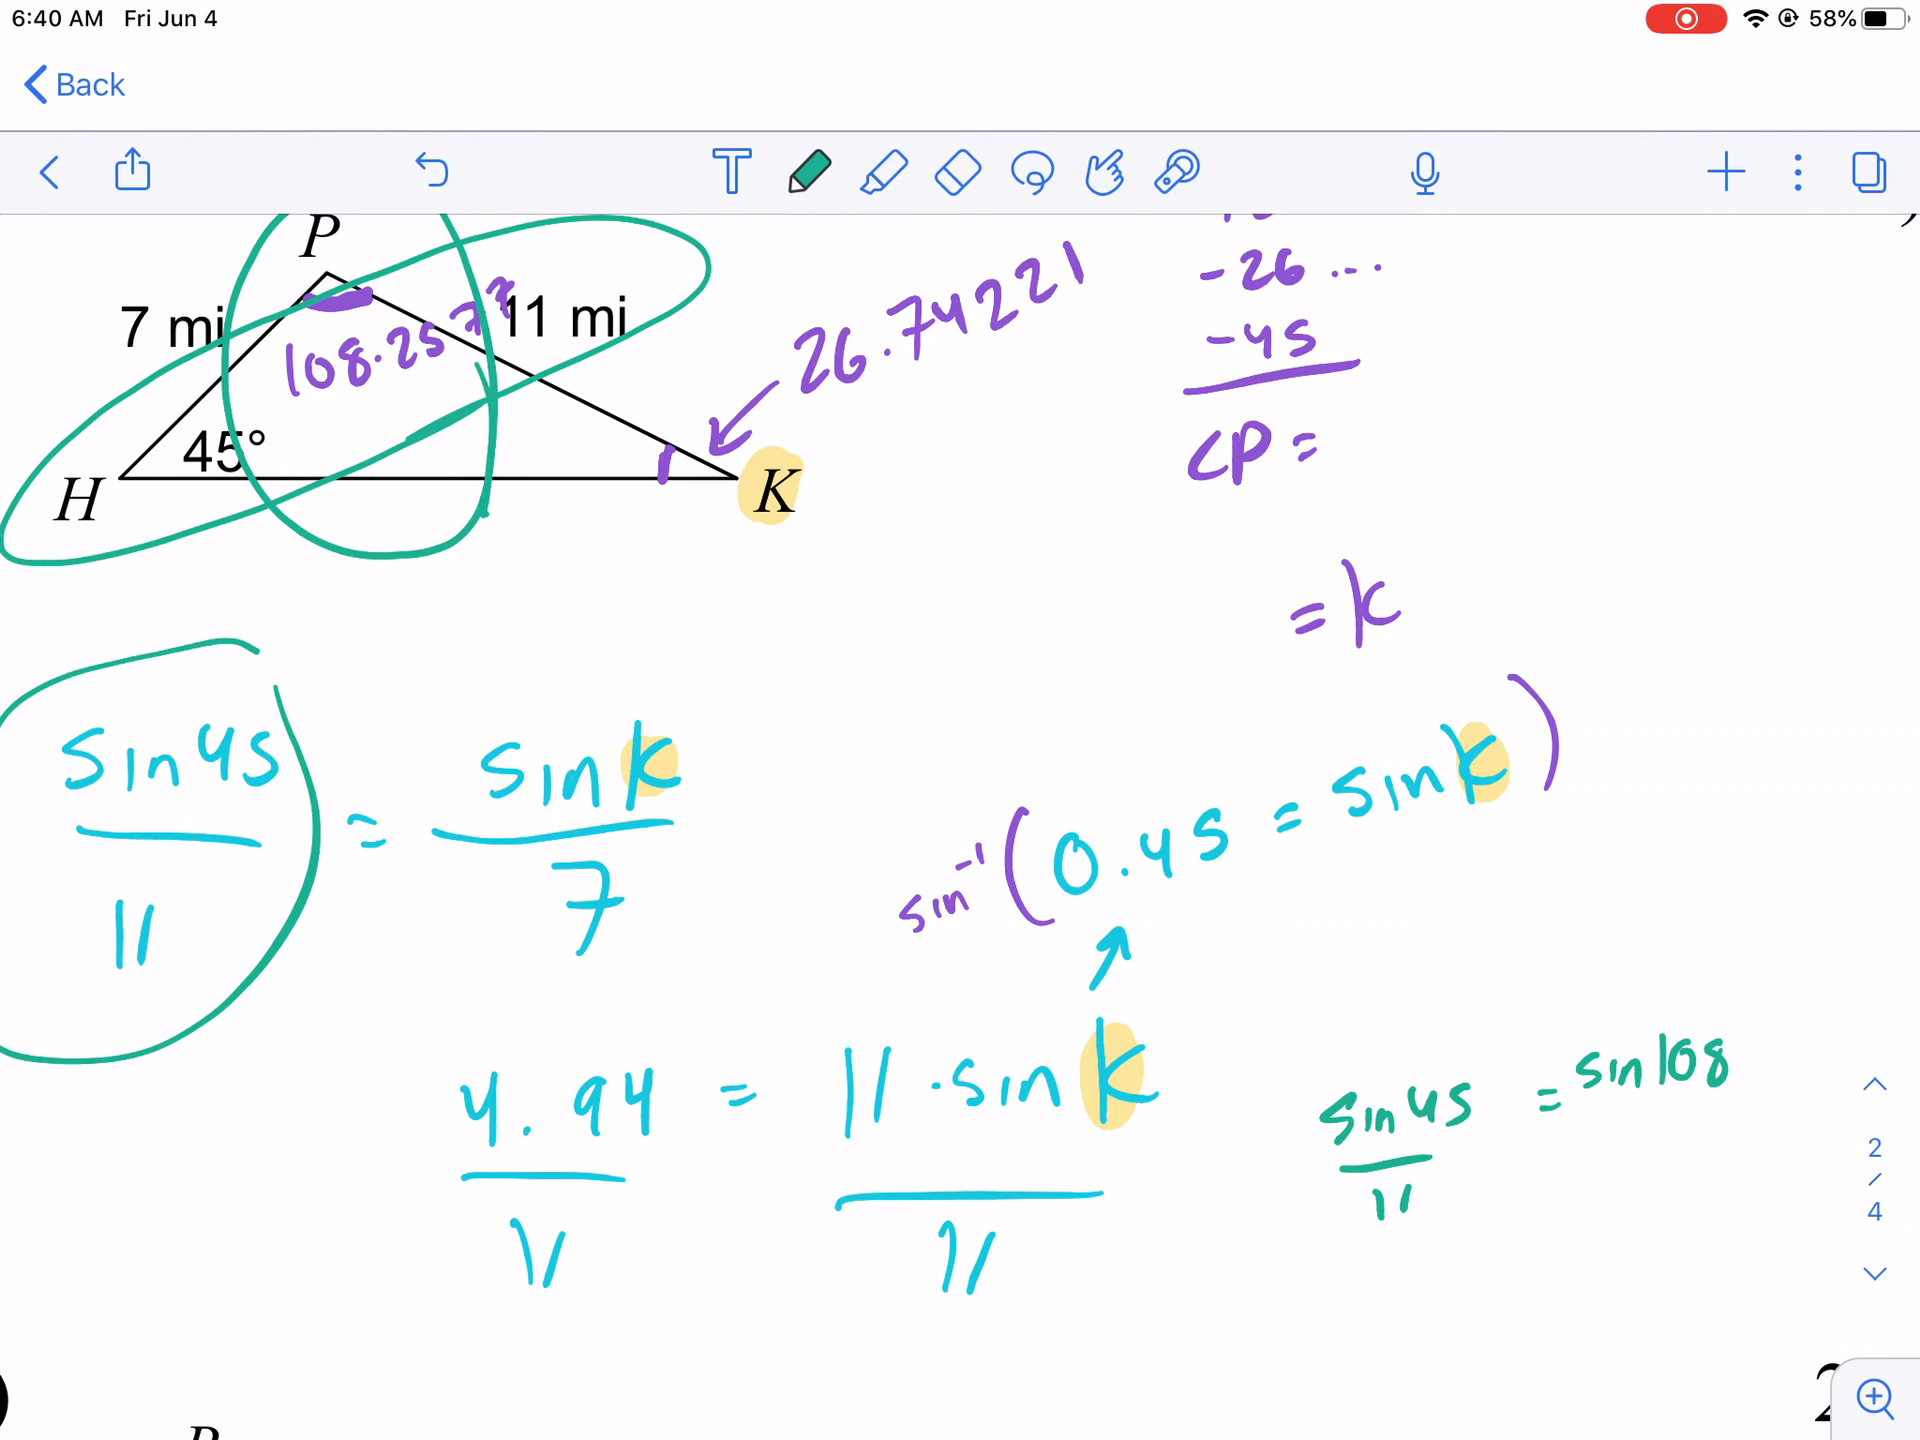 6:40 AM Fri Jun 4
58%
Back
P
7 mi
11 mi
108.2577
45°
H
K
26.74221
-26 ...
-45
<P =
= K
sin 45 / 11 = sin K / 7
sin⁻¹ ( 0.45 = sin K )
4.94 / 11 = 11 · sin K / 11
sin 45 / 11 = sin 108
2 / 4